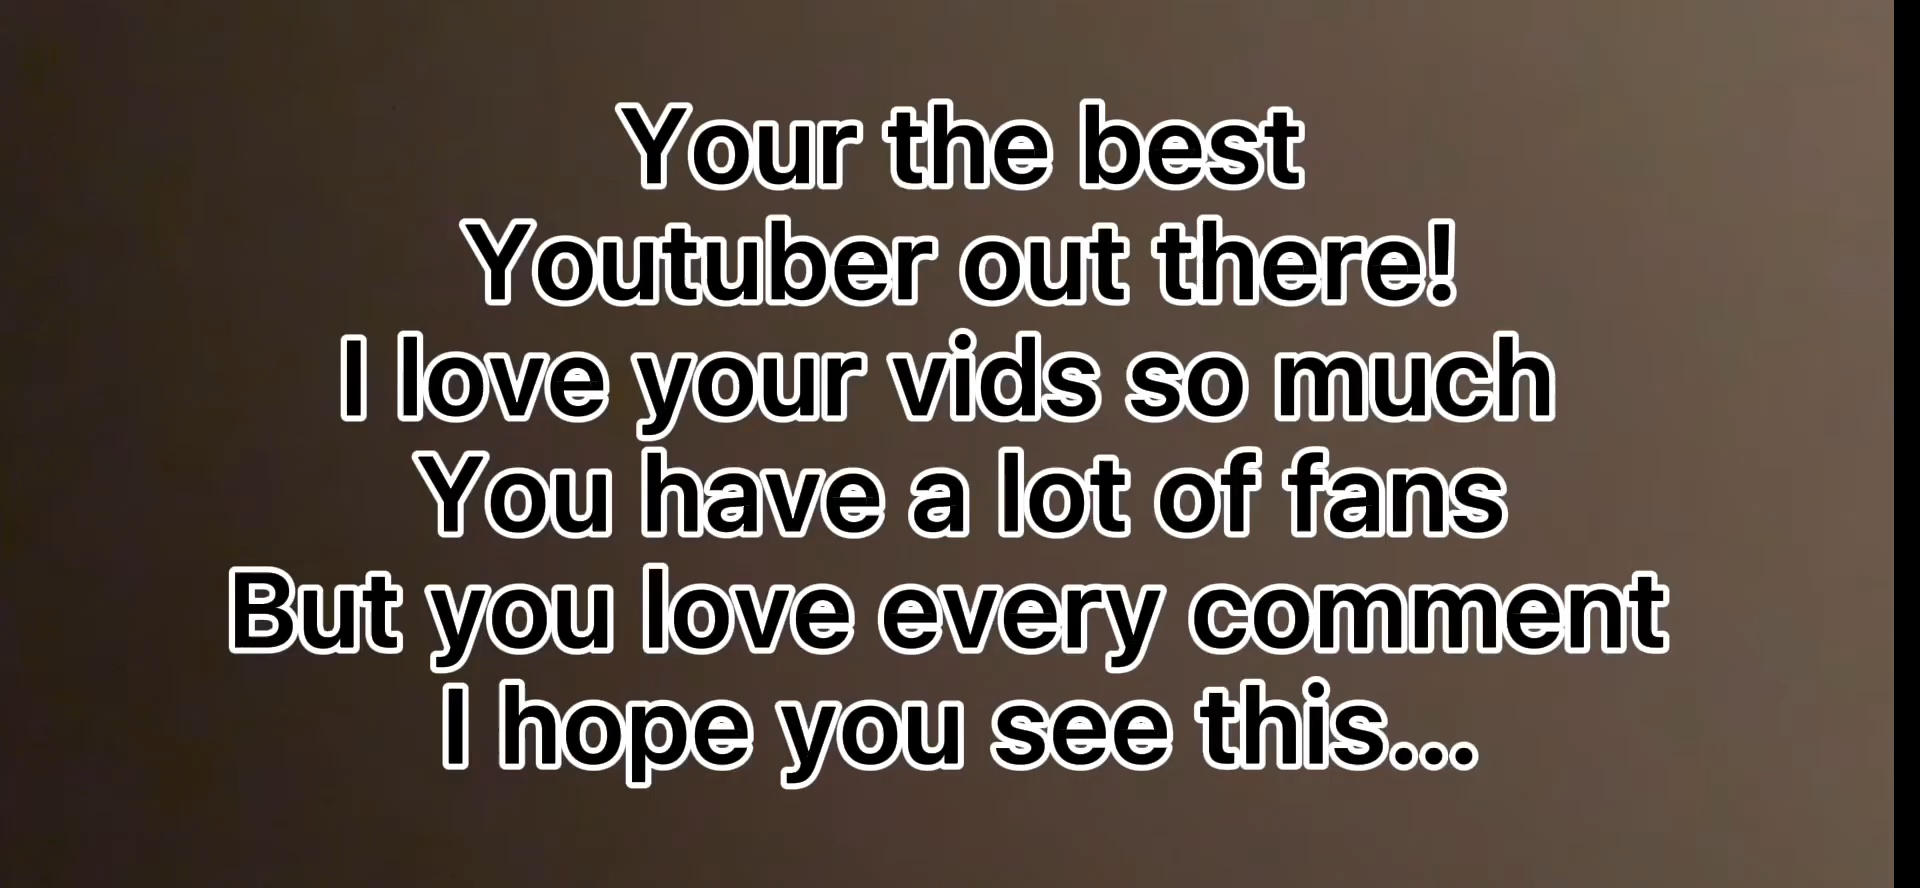 Your the best
Youtuber out there!
I love your vids so much
You have a lot of fans
But you love every comment
I hope you see this...